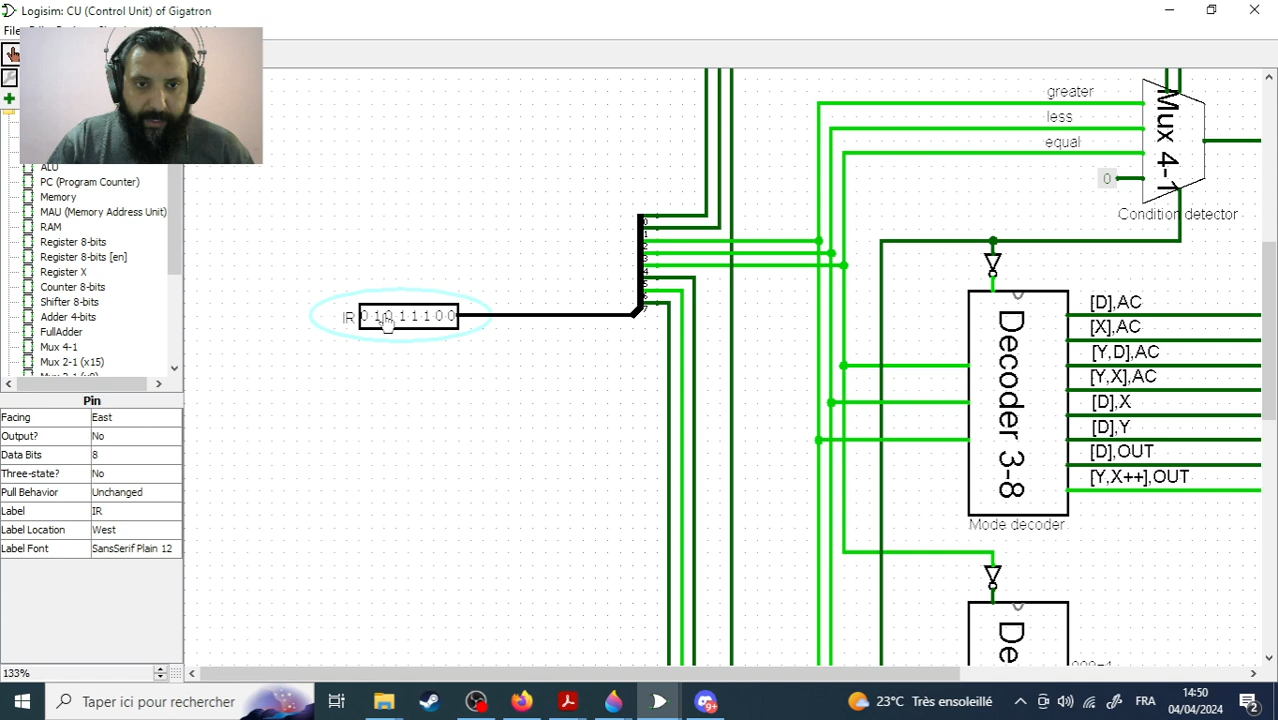 Logisim: CU (Control Unit) of Gigatron
File
ALU
PC (Program Counter)
Memory
MAU (Memory Address Unit)
RAM
Register 8-bits
Register 8-bits [en]
Register X
Counter 8-bits
Shifter 8-bits
Adder 4-bits
FullAdder
Mux 4-1
Mux 2-1 (x15)
Pin
Facing East
Output? No
Data Bits 8
Three-state? No
Pull Behavior Unchanged
Label IR
Label Location West
Label Font SansSerif Plain 12
133%
IR 0 1 0 1 1 1 0 0
0
1
2
3
4
5
6
7
greater
less
equal
0
Mux 4-1
Condition detector
Decoder 3-8
[D],AC
[X],AC
[Y,D],AC
[Y,X],AC
[D],X
[D],Y
[D],OUT
[Y,X++],OUT
Mode decoder
De
Taper ici pour rechercher
9+
23°C Très ensoleillé
FRA
14:50
04/04/2024
2